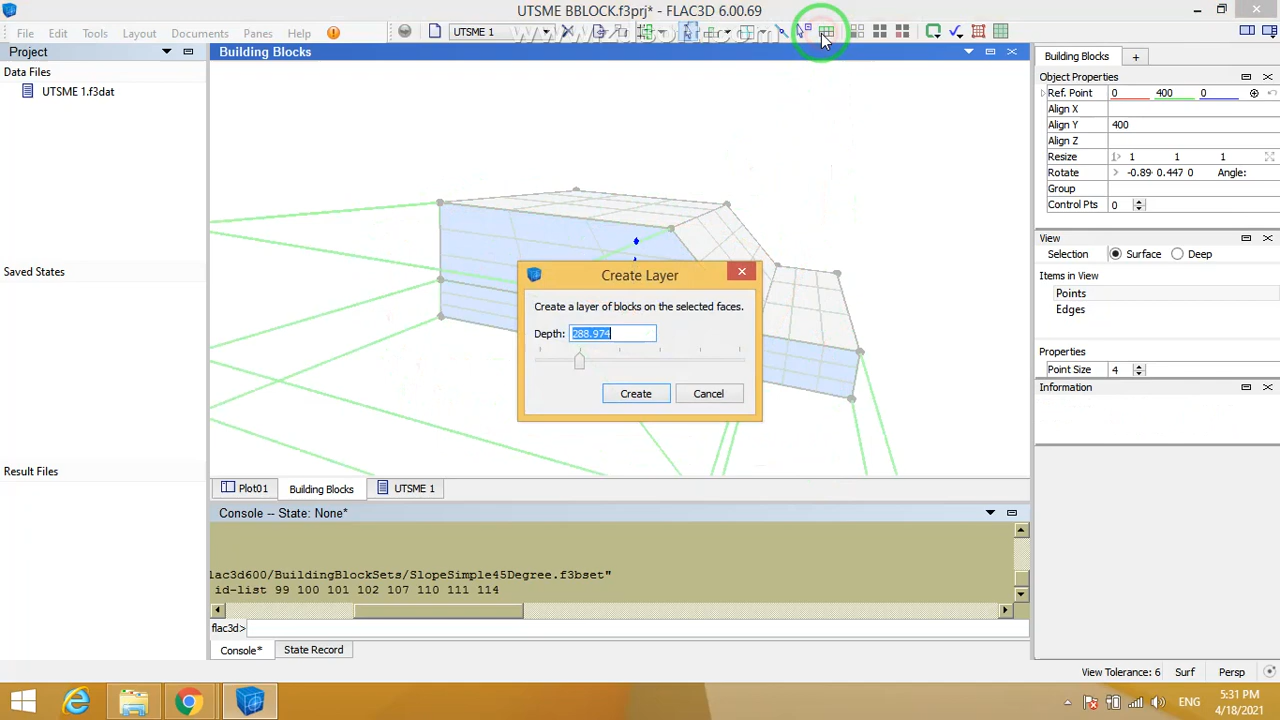 UTSME BBLOCK.f3prj* - FLAC3D 6.00.69
File Edit Tools Layout Documents Panes Help UTSME 1
Project
Building Blocks
Data Files
UTSME 1.f3dat
Saved States
Result Files
Create Layer
Create a layer of blocks on the selected faces.
Depth: 288.974
Create Cancel
Plot01 Building Blocks UTSME 1
Console -- State: None*
lac3d600/BuildingBlockSets/SlopeSimple45Degree.f3bset"
id-list 99 100 101 102 107 110 111 114
flac3d>
Console* State Record
Building Blocks +
Object Properties
Ref. Point 0 400 0
Align X
Align Y 400
Align Z
Resize 1 1 1
Rotate -0.89 0.447 0 Angle:
Group
Control Pts 0
View
Selection Surface Deep
Items in View
Points
Edges
Properties
Point Size 4
Information
View Tolerance: 6 Surf Persp
ENG 5:31 PM
4/18/2021